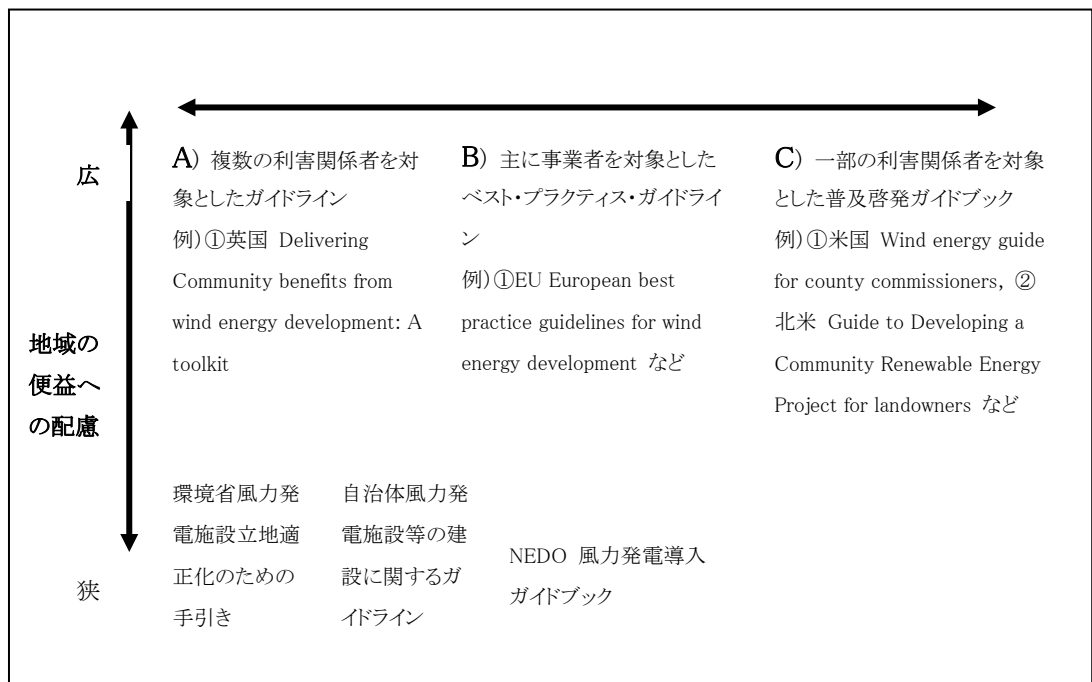 広
地域の
便益へ
の配慮
狭
A) 複数の利害関係者を対
象としたガイドライン
例)①英国 Delivering
Community benefits from
wind energy development: A
toolkit
B) 主に事業者を対象とした
ベスト・プラクティス・ガイドライ
ン
例)①EU European best
practice guidelines for wind
energy development など
C) 一部の利害関係者を対象
とした普及啓発ガイドブック
例)①米国 Wind energy guide
for county commissioners, ②
北米 Guide to Developing a
Community Renewable Energy
Project for landowners など
環境省風力発
電施設立地適
正化のための
手引き
自治体風力発
電施設等の建
設に関するガ
イドライン
NEDO 風力発電導入
ガイドブック